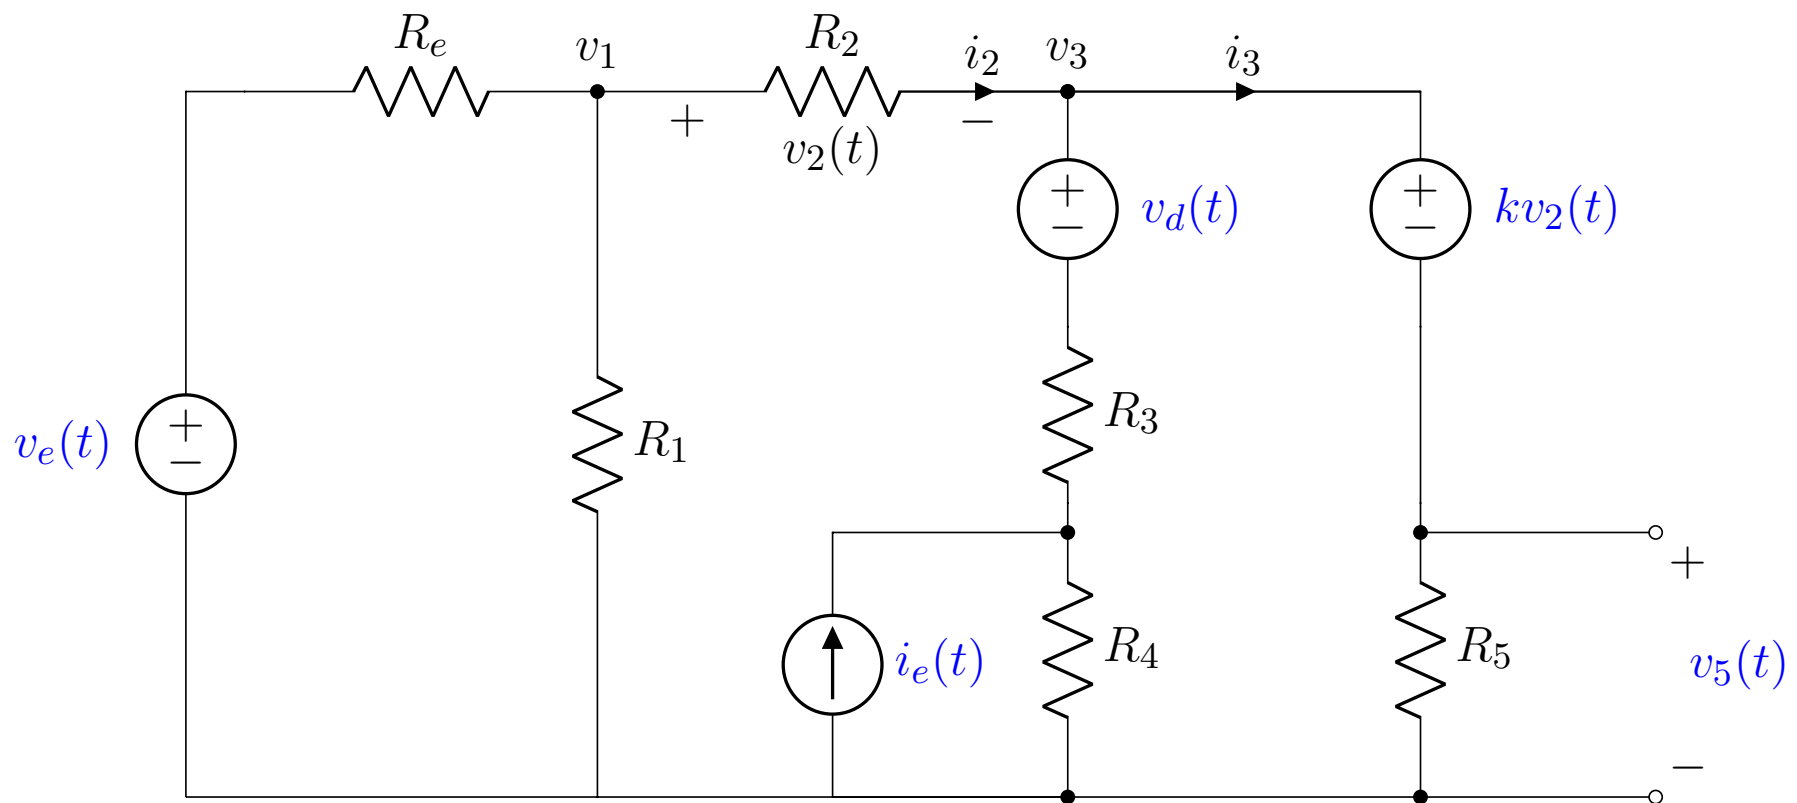 R_e
v_1
R_2
i_2
v_3
i_3
+
−
v_2(t)
+
−
v_d(t)
+
−
kv_2(t)
R_3
v_e(t)
+
−
R_1
+
i_e(t)
R_4
R_5
v_5(t)
−